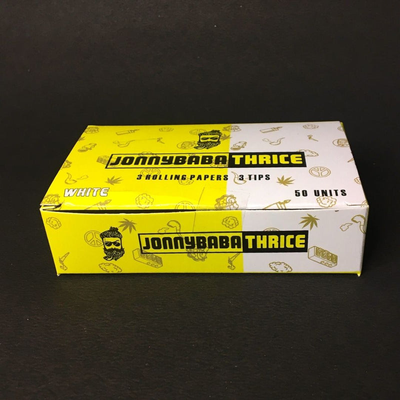 JONNYBABA THRICE
3 ROLLING PAPERS 3 TIPS
WHITE
50 UNITS
JONNYBABA THRICE